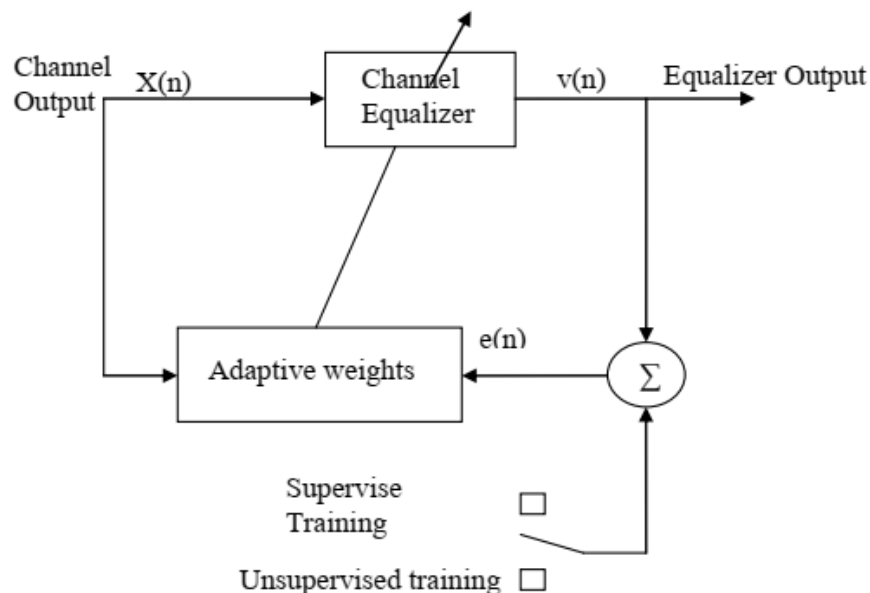 Channel
Output
X(n)
Channel
Equalizer
v(n)
Equalizer Output
Adaptive weights
e(n)
Σ
Supervise
Training
Unsupervised training